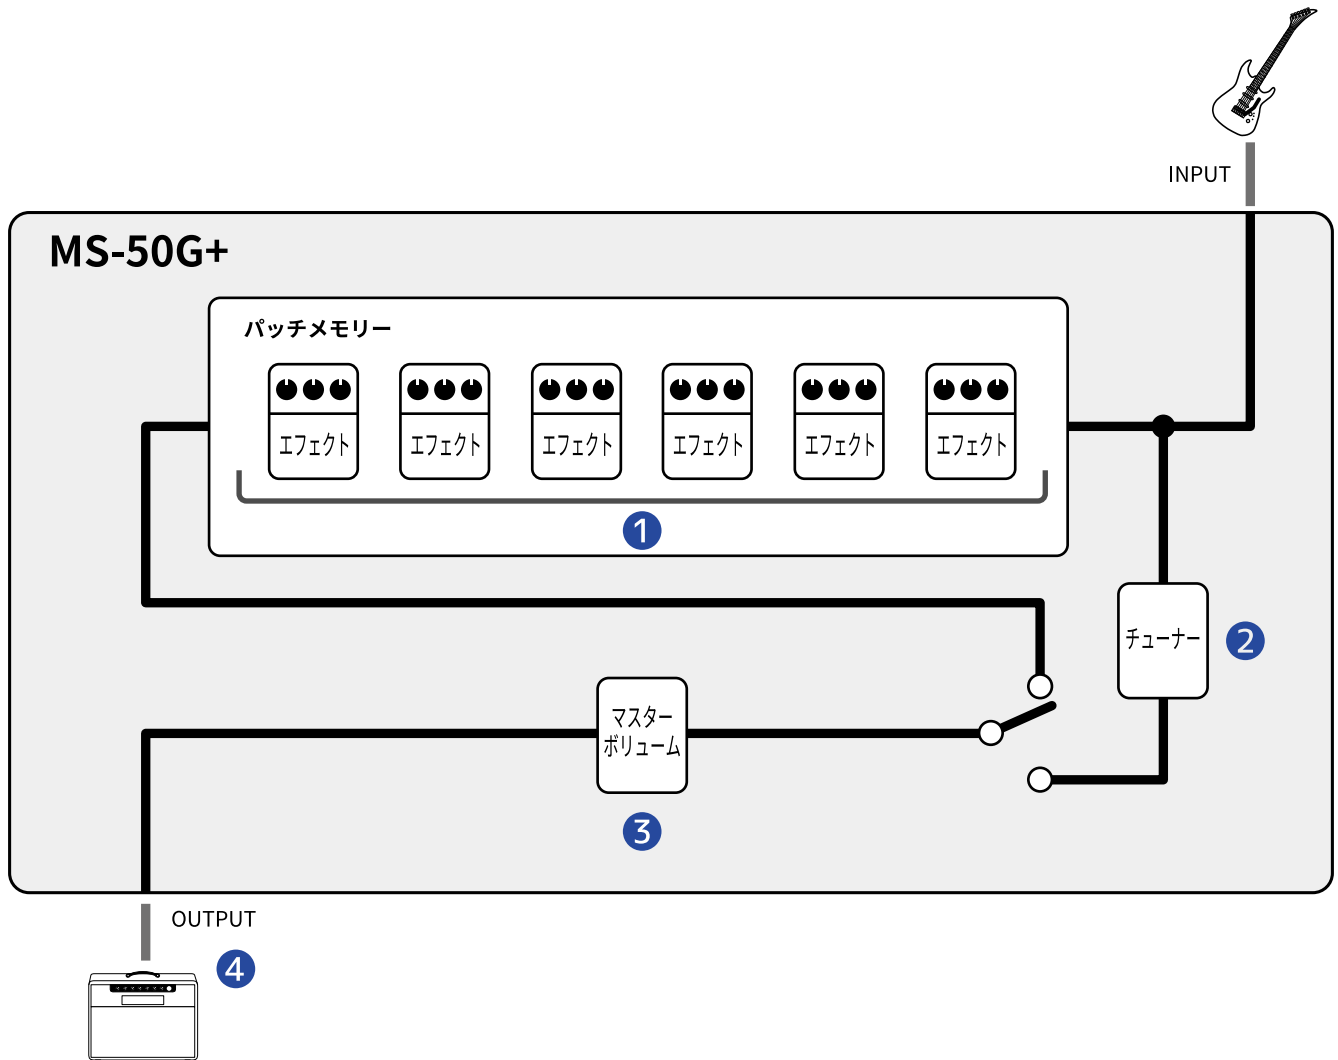 INPUT
MS-50G+
パッチメモリー
エフェクト
エフェクト
エフェクト
エフェクト
エフェクト
エフェクト
1
チューナー
2
マスター
ボリューム
3
OUTPUT
4